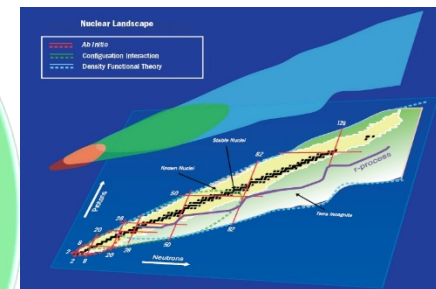 Nuclear Landscape
Ab Initio
Configuration Interaction
Density Functional Theory
126
Stable Nuclei
82
Known Nuclei
r-process
50
Protons
82
Terra Incognita
28
20
50
8
28
2
20
Neutrons
8
2